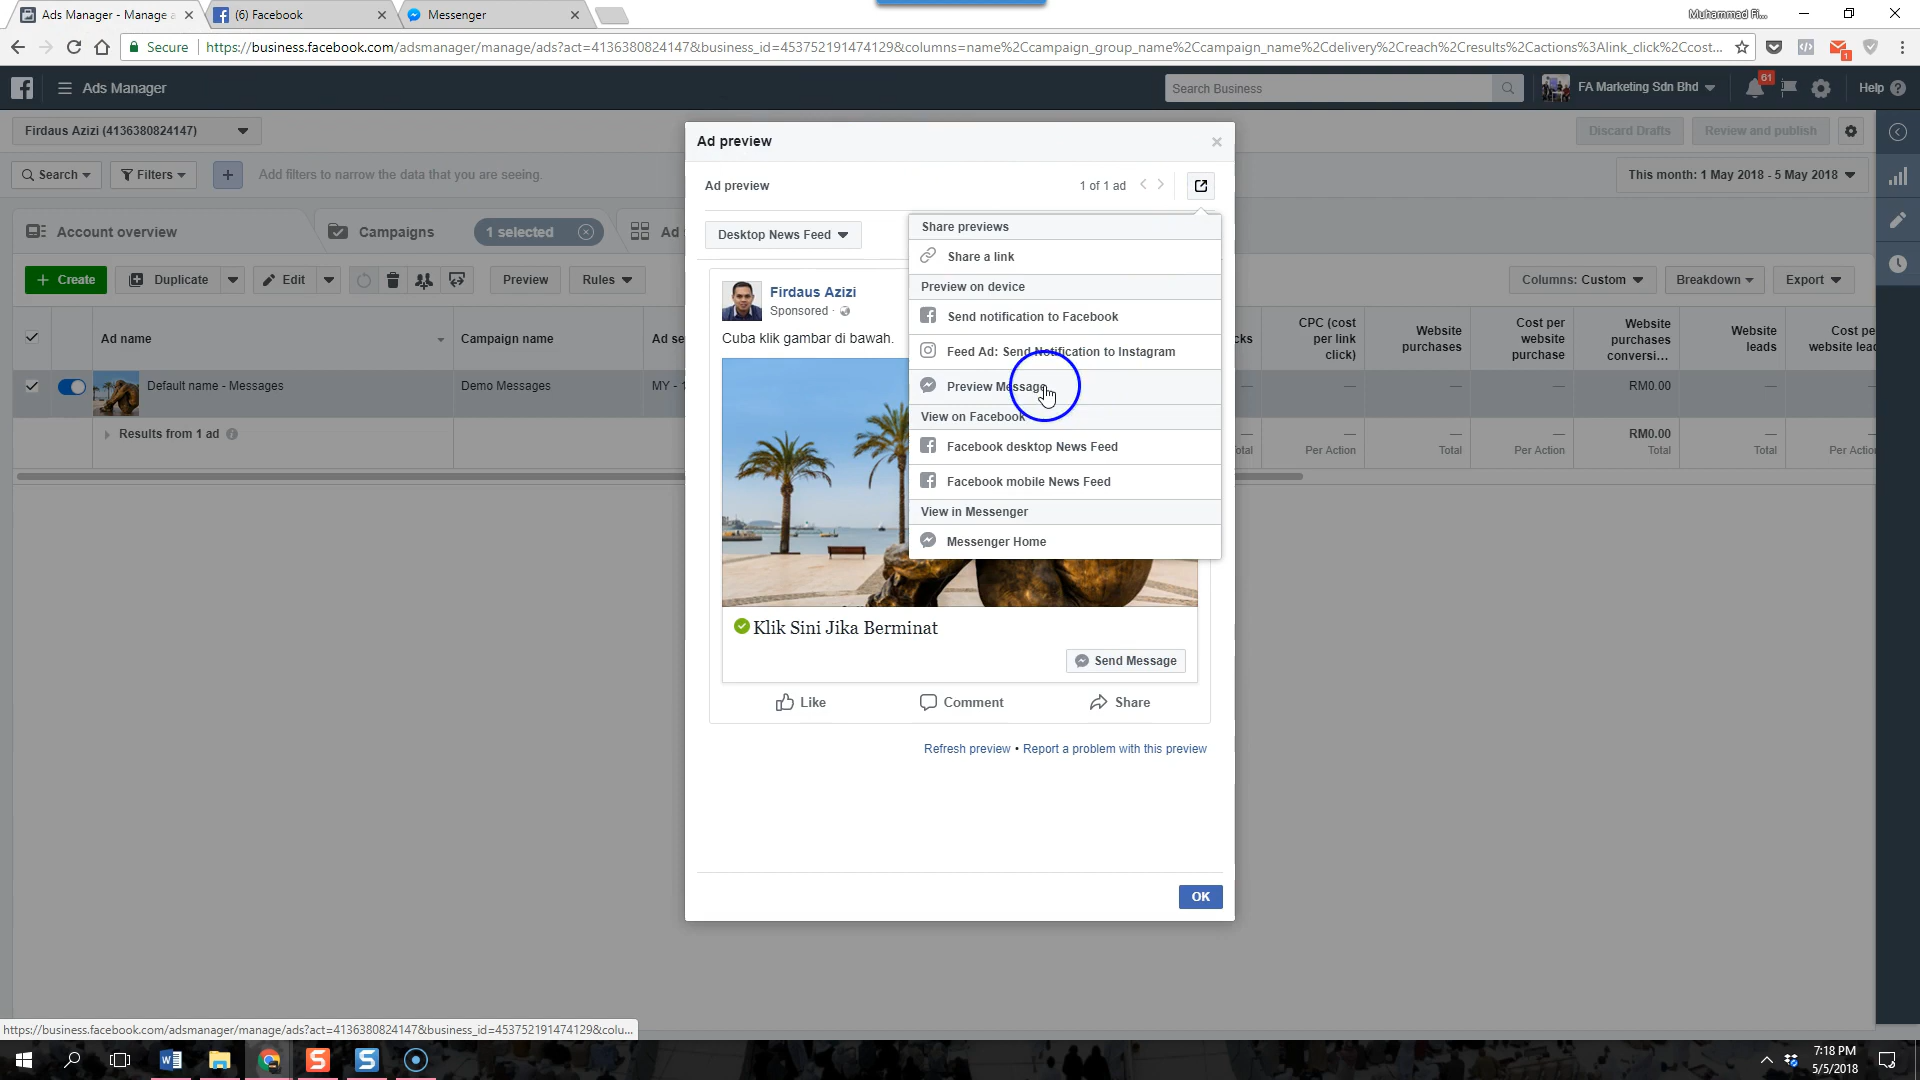 Ads Manager - Manage a
(6) Facebook
Messenger
Muhammad Fi...
Secure
https://business.facebook.com/adsmanager/manage/ads?act=4136380824147&business_id=453752191474129&columns=name%2Ccampaign_group_name%2Ccampaign_name%2Cdelivery%2Creach%2Cresults%2Cactions%3Alink_click%2Ccost...
1
Ads Manager
Search Business
FA Marketing Sdn Bhd
61
Help
Firdaus Azizi (4136380824147)
Discard Drafts
Review and publish
Search
Filters
Add filters to narrow the data that you are seeing.
This month: 1 May 2018 - 5 May 2018
Account overview
Campaigns
1 selected
Ad
Create
Duplicate
Edit
Preview
Rules
Columns: Custom
Breakdown
Export
Ad name
Campaign name
Ad se
cks
CPC (cost
per link
click)
Website
purchases
Cost per
website
purchase
Website
purchases
conversi...
Website
leads
Cost pe
website lead
Default name - Messages
Demo Messages
MY - 1
—
—
—
—
RM0.00
—
Results from 1 ad
—
—
—
—
RM0.00
—
—
otal
Per Action
Total
Per Action
Total
Total
Per Actio
Ad preview
Ad preview
1 of 1 ad
Desktop News Feed
Firdaus Azizi
Sponsored ·
Cuba klik gambar di bawah.
Share previews
Share a link
Preview on device
Send notification to Facebook
Feed Ad: Send Notification to Instagram
Preview Message
View on Facebook
Facebook desktop News Feed
Facebook mobile News Feed
View in Messenger
Messenger Home
Klik Sini Jika Berminat
Send Message
Like
Comment
Share
Refresh preview • Report a problem with this preview
OK
https://business.facebook.com/adsmanager/manage/ads?act=4136380824147&business_id=453752191474129&colu...
7:18 PM
5/5/2018